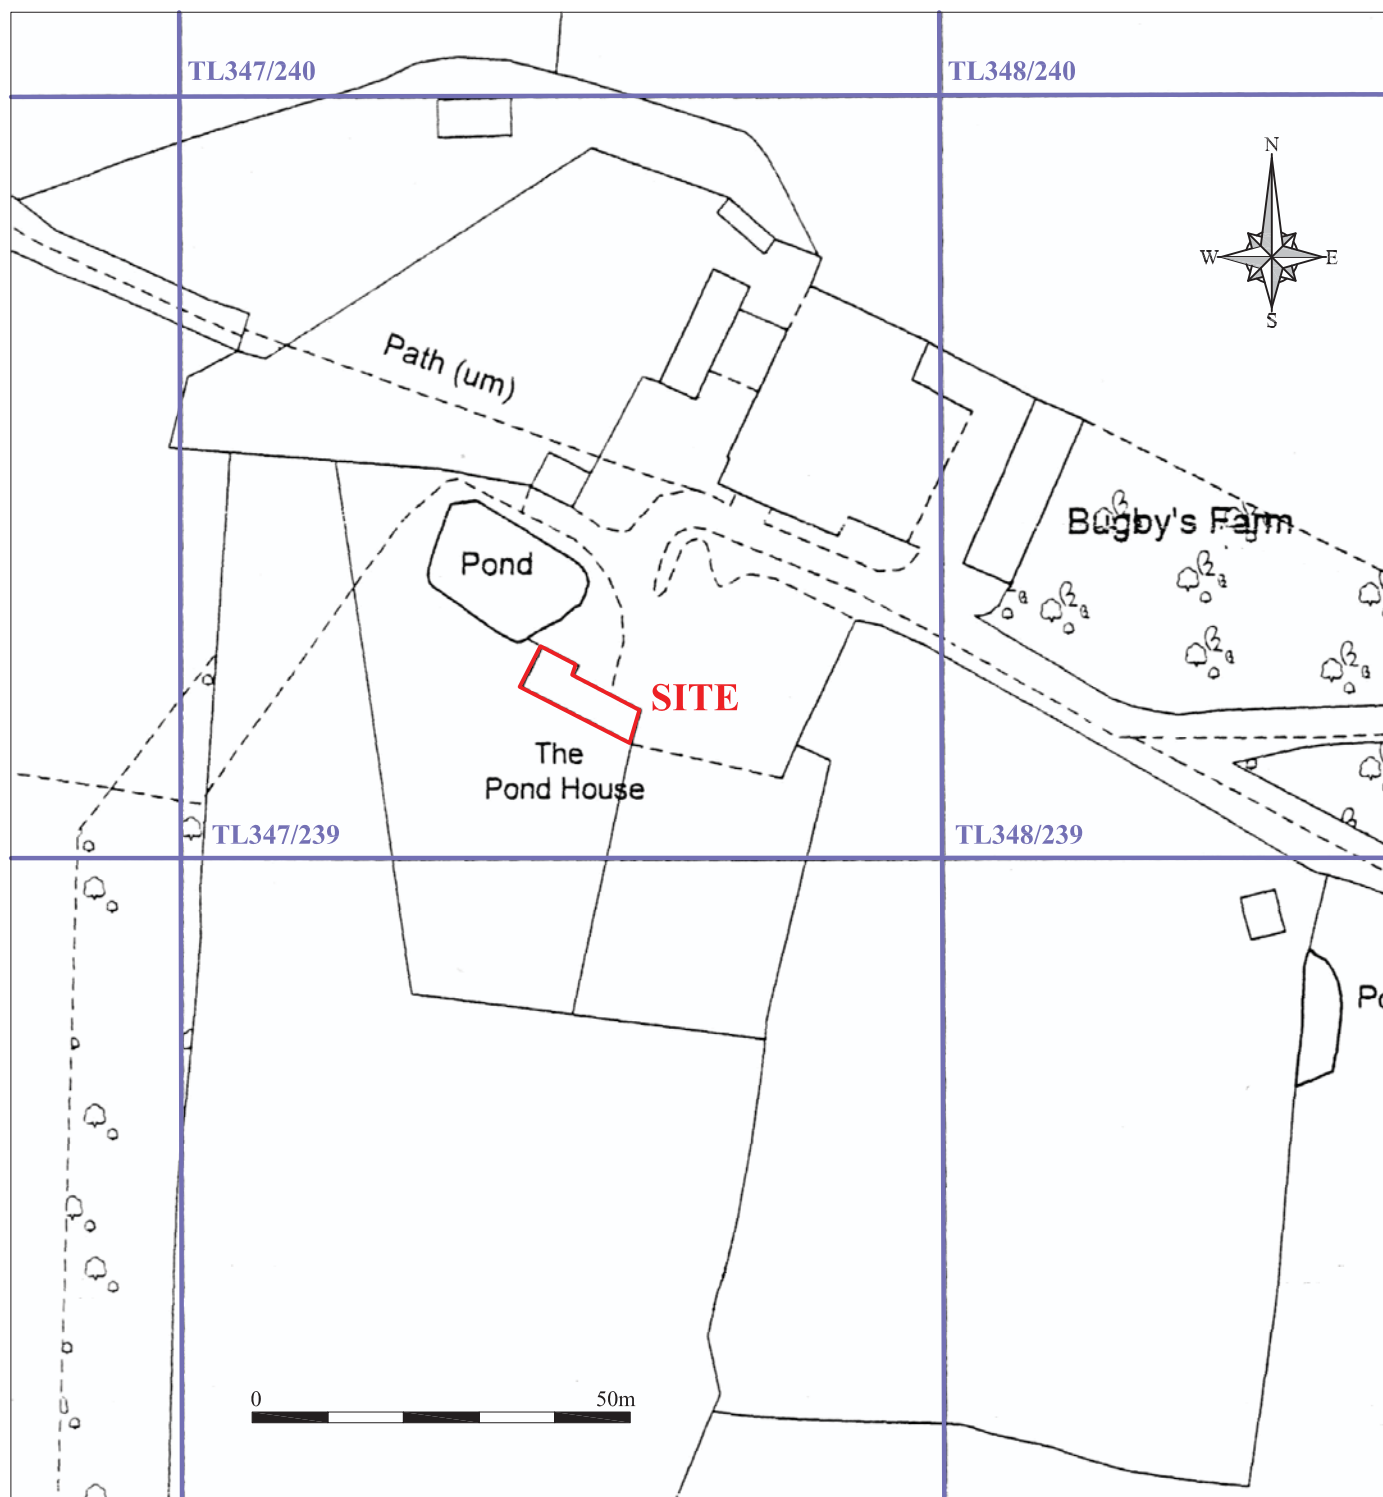 TL347/240
TL348/240
N
W
E
S
Path (um)
Bugby's Farm
Pond
SITE
The
Pond House
TL347/239
TL348/239
Po
0
50m